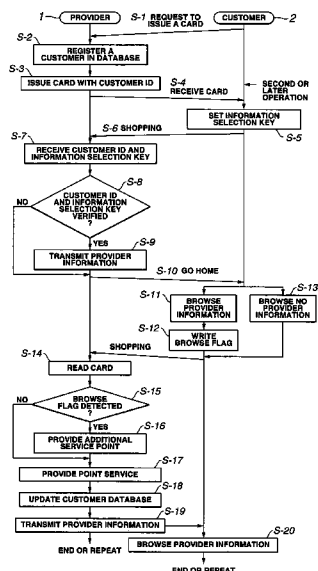 1
PROVIDER
S-1 REQUEST TO
ISSUE A CARD
CUSTOMER
2
S-2
REGISTER A
CUSTOMER IN DATABASE
S-3
ISSUE CARD WITH CUSTOMER ID
S-4
RECEIVE CARD
SECOND OR
LATER
OPERATION
SET INFORMATION
SELECTION KEY
S-5
S-6 SHOPPING
S-7
RECEIVE CUSTOMER ID AND
INFORMATION SELECTION KEY
S-8
CUSTOMER ID
AND INFORMATION
SELECTION KEY
VERIFIED
?
NO
YES
S-9
TRANSMIT PROVIDER
INFORMATION
S-10 GO HOME
S-11
S-13
BROWSE
PROVIDER
INFORMATION
BROWSE NO
PROVIDER
INFORMATION
S-12
WRITE
BROWSE FLAG
SHOPPING
S-14
READ CARD
S-15
BROWSE
FLAG DETECTED
?
NO
YES
S-16
PROVIDE ADDITIONAL
SERVICE POINT
S-17
PROVIDE POINT SERVICE
S-18
UPDATE CUSTOMER DATABASE
S-19
TRANSMIT PROVIDER INFORMATION
S-20
END OR REPEAT
BROWSE PROVIDER INFORMATION
END OR REPEAT